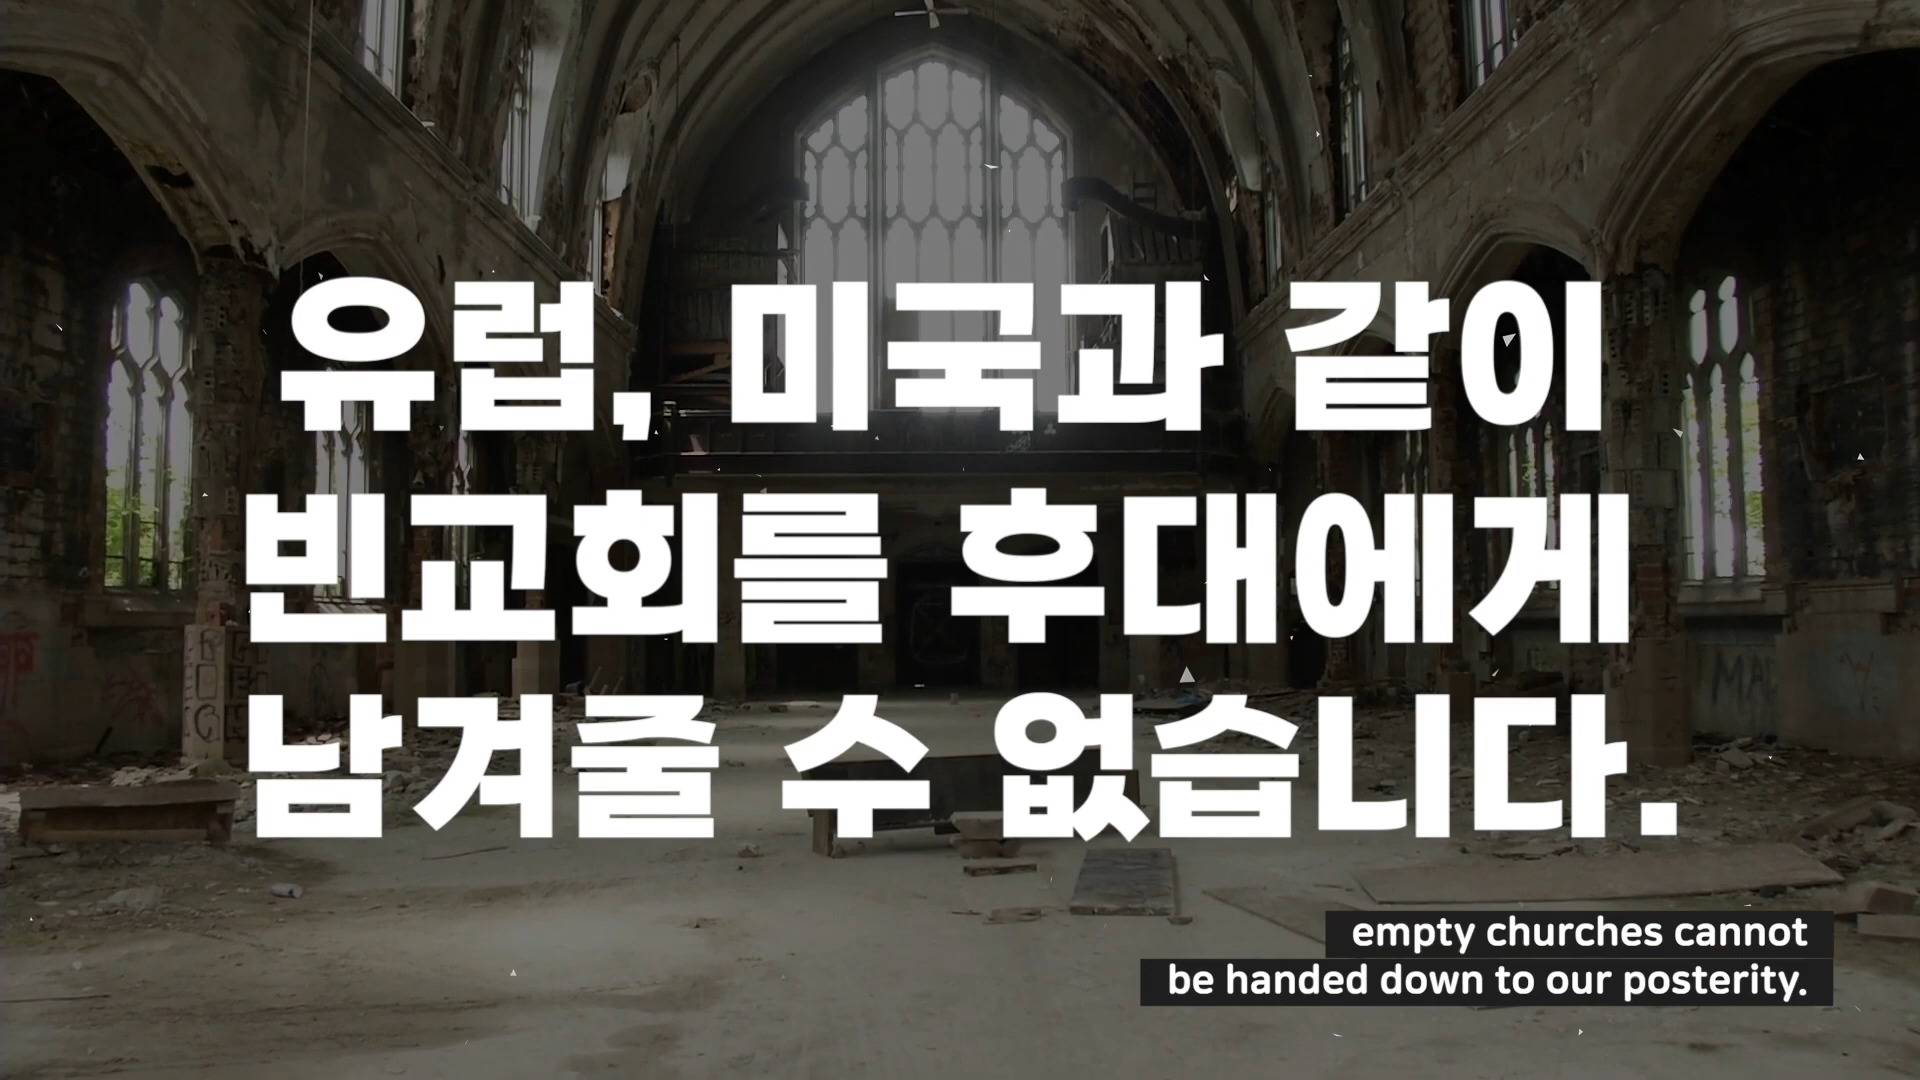 유럽, 미국과 같이
빈교회를 후대에게
남겨줄 수 없습니다.
empty churches cannot
be handed down to our posterity.